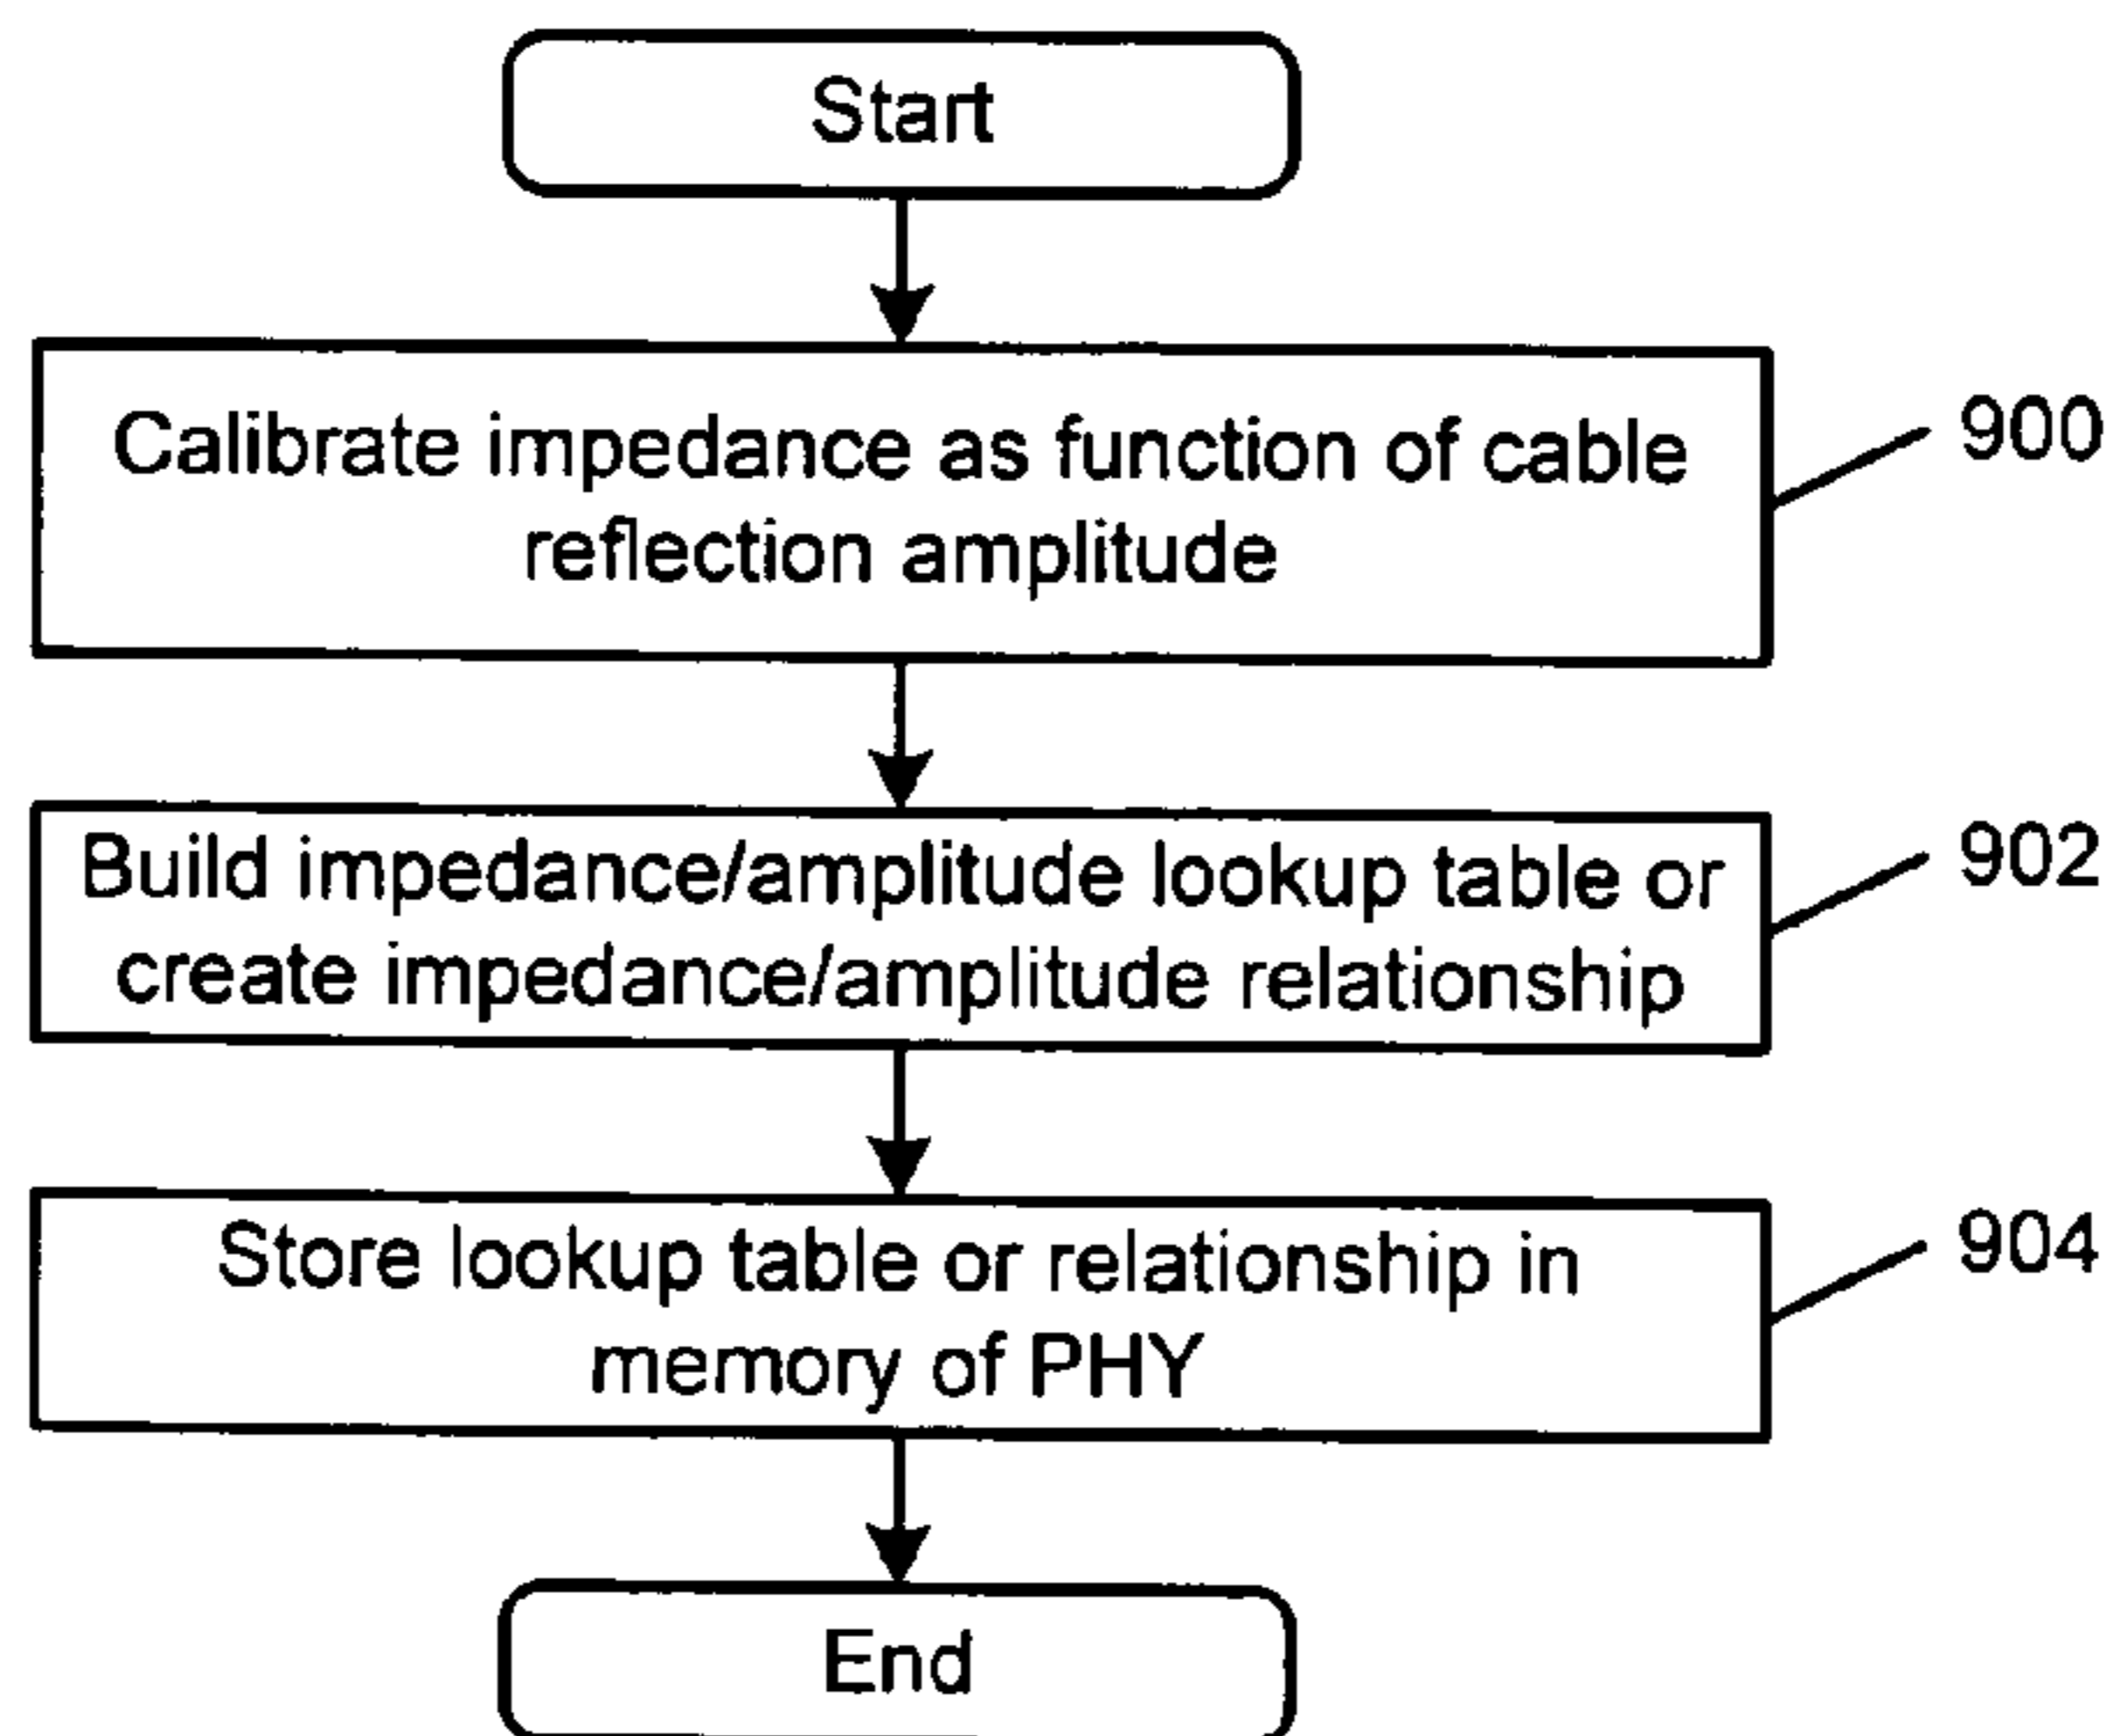 Start
Calibrate impedance as function of cable
reflection amplitude
900
Build impedance/amplitude lookup table or
create impedance/amplitude relationship
902
Store lookup table or relationship in
memory of PHY
904
End